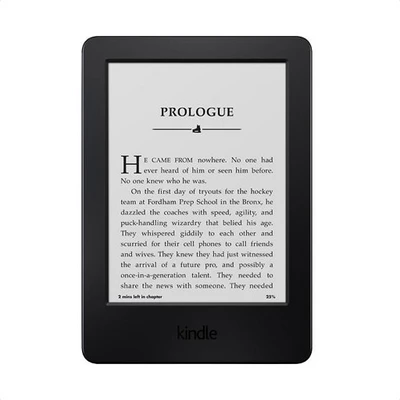 PROLOGUE
HE CAME FROM nowhere. No one had
ever heard of him or seen him before.
No one knew who he was.
On the first day of tryouts for the hockey
team at Fordham Prep School in the Bronx, he
dazzled the coaches with speed, agility, and
puck-handling wizardry that belied his age.
They whispered giddily to each other and
scurried for their cell phones to call friends
and wives. They knew they had just witnessed
the arrival of a future pro, and possibly a
once-in-a-generation talent. They needed to
share the news with someone. They needed
2 mins left in chapter 25%
kindle